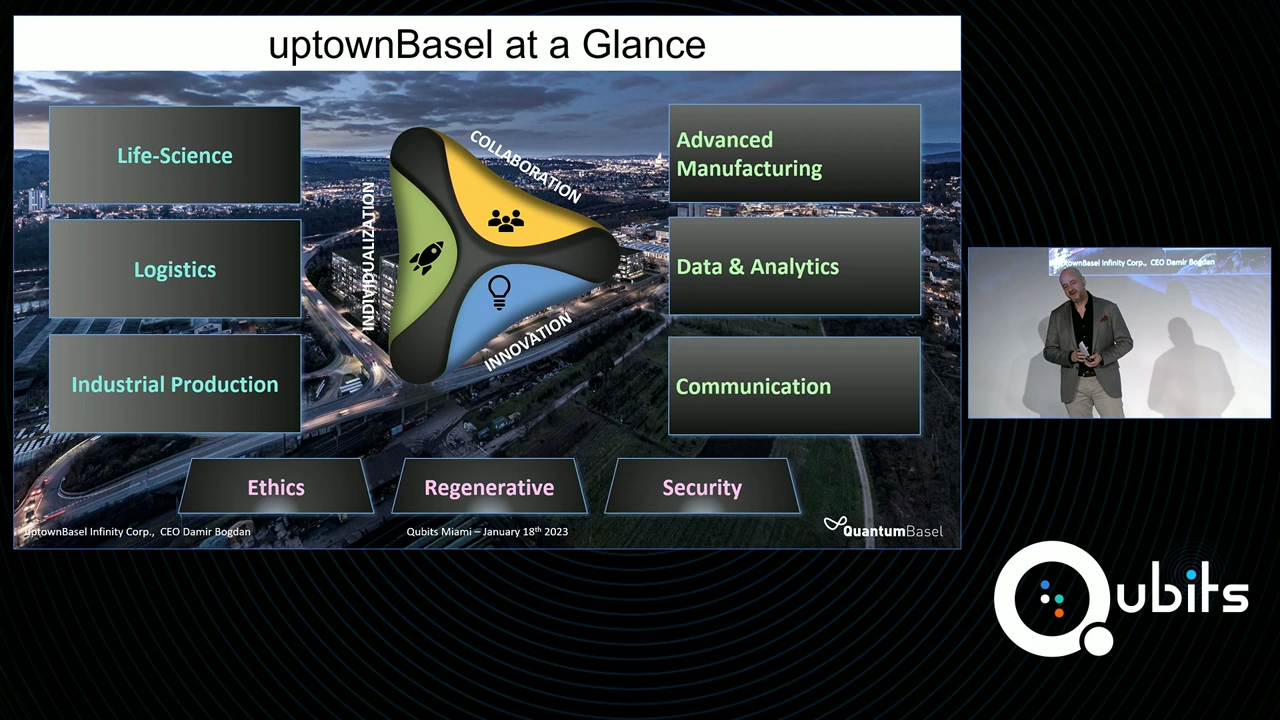 uptownBasel at a Glance
Life-Science
Logistics
Industrial Production
INDIVIDUALIZATION
COLLABORATION
INNOVATION
Advanced
Manufacturing
Data & Analytics
Communication
Ethics
Regenerative
Security
UptownBasel Infinity Corp., CEO Damir Bogdan
Qubits Miami – January 18th 2023
QuantumBasel
UptownBasel Infinity Corp., CEO Damir Bogdan
Qubits